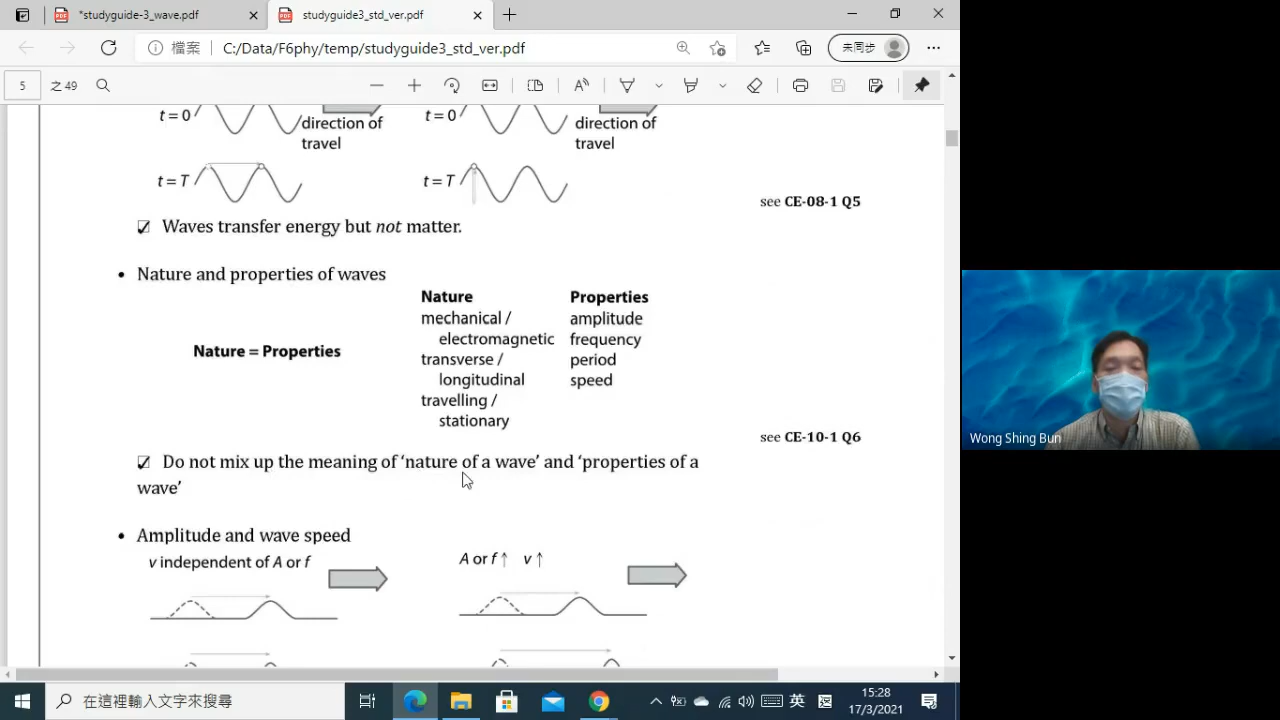 *studyguide-3_wave.pdf
studyguide3_std_ver.pdf
檔案 C:/Data/F6phy/temp/studyguide3_std_ver.pdf
未同步
5 之 49
t = 0 direction of travel t = 0 direction of travel
t = T t = T
see CE-08-1 Q5
Waves transfer energy but not matter.
• Nature and properties of waves
Nature Properties
mechanical / amplitude
electromagnetic frequency
Nature = Properties
transverse / period
longitudinal speed
travelling /
stationary
see CE-10-1 Q6
Wong Shing Bun
Do not mix up the meaning of ‘nature of a wave’ and ‘properties of a
wave’
• Amplitude and wave speed
v independent of A or f A or f ↑ v ↑
在這裡輸入文字來搜尋
英
15:28
17/3/2021